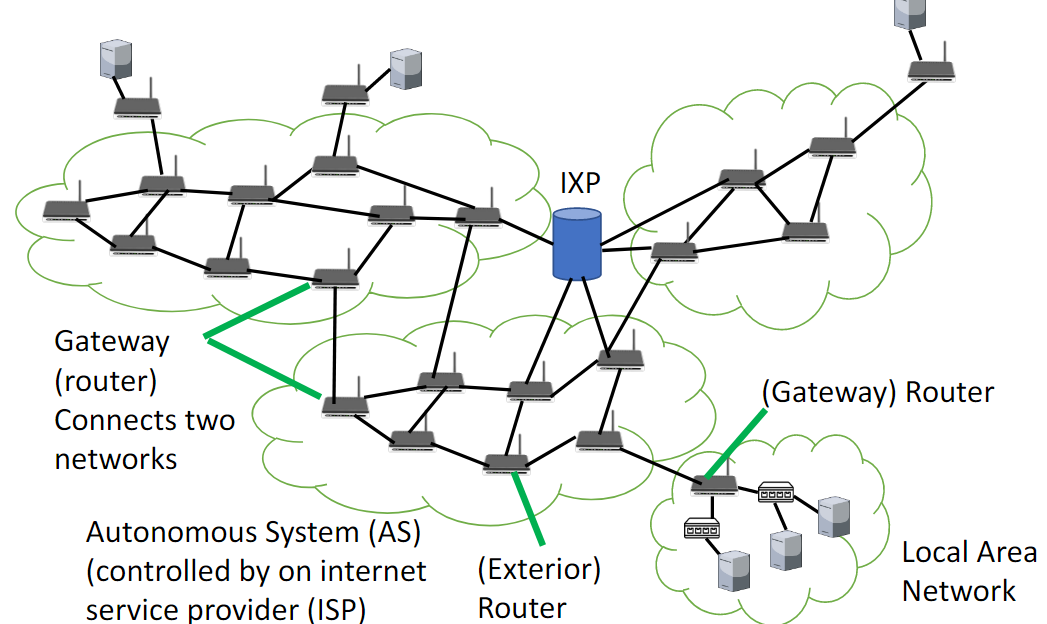 IXP
Gateway
(router)
Connects two
networks
(Gateway) Router
Autonomous System (AS)
(controlled by on internet
service provider (ISP)
(Exterior)
Router
Local Area
Network